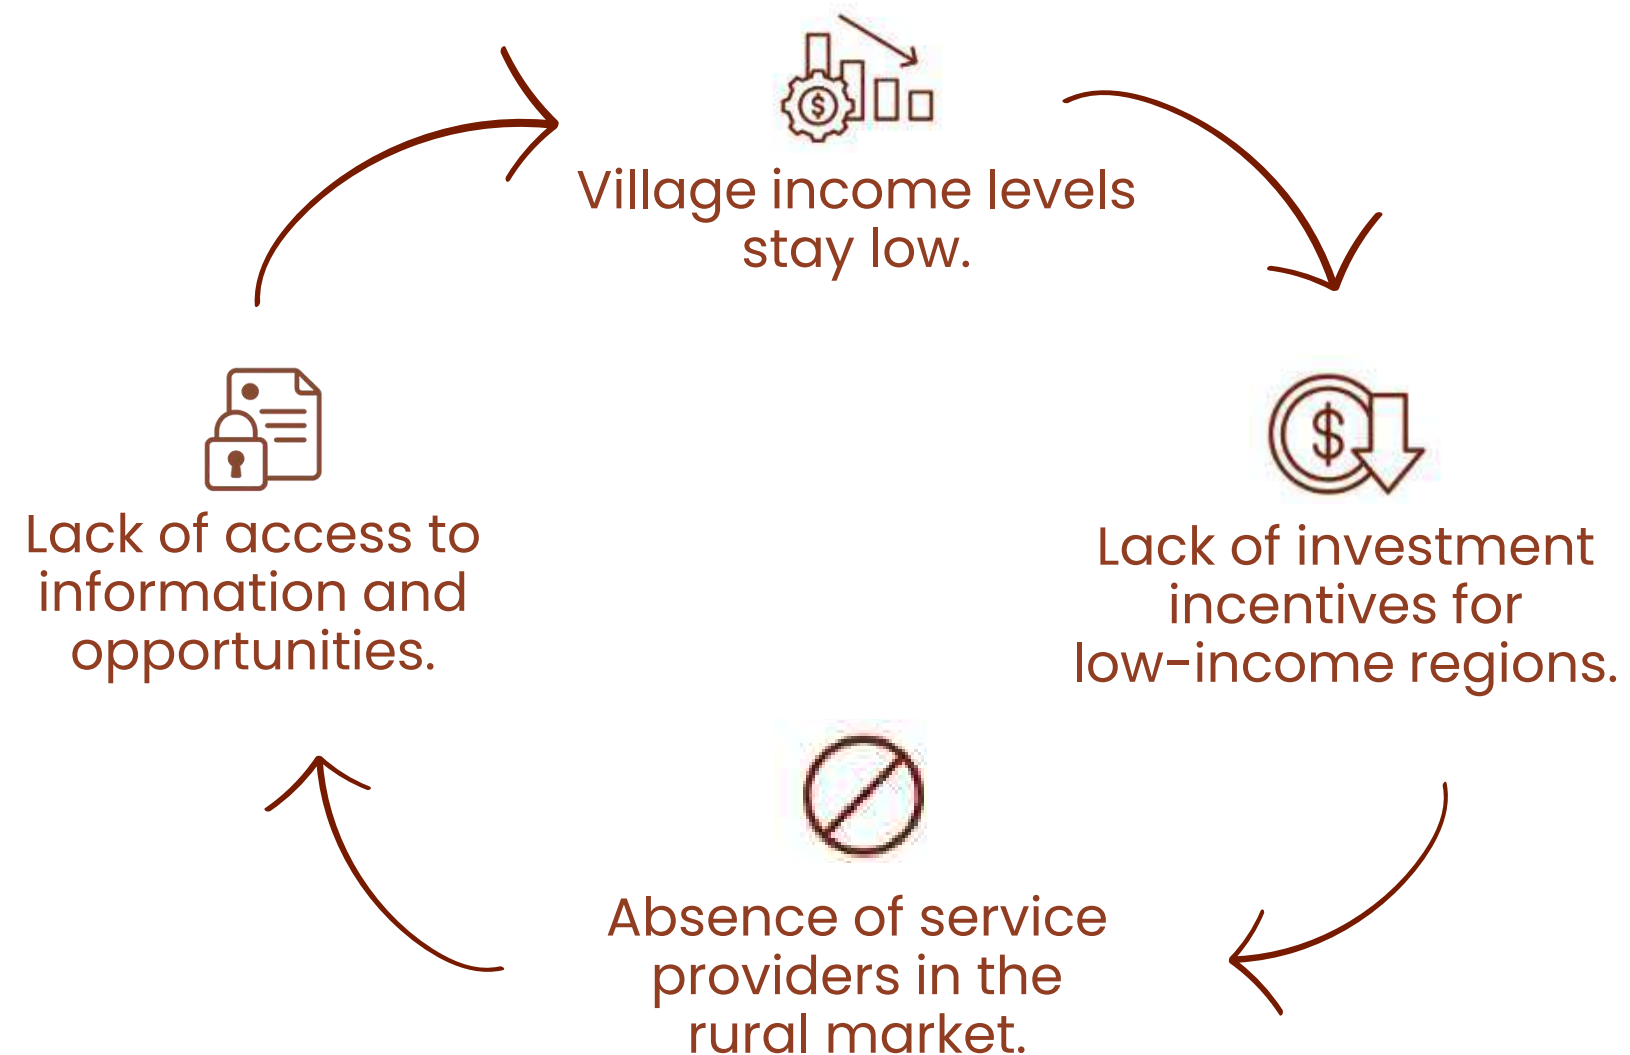 Village income levels
stay low.
Lack of access to
information and
opportunities.
Lack of investment
incentives for
low-income regions.
Absence of service
providers in the
rural market.